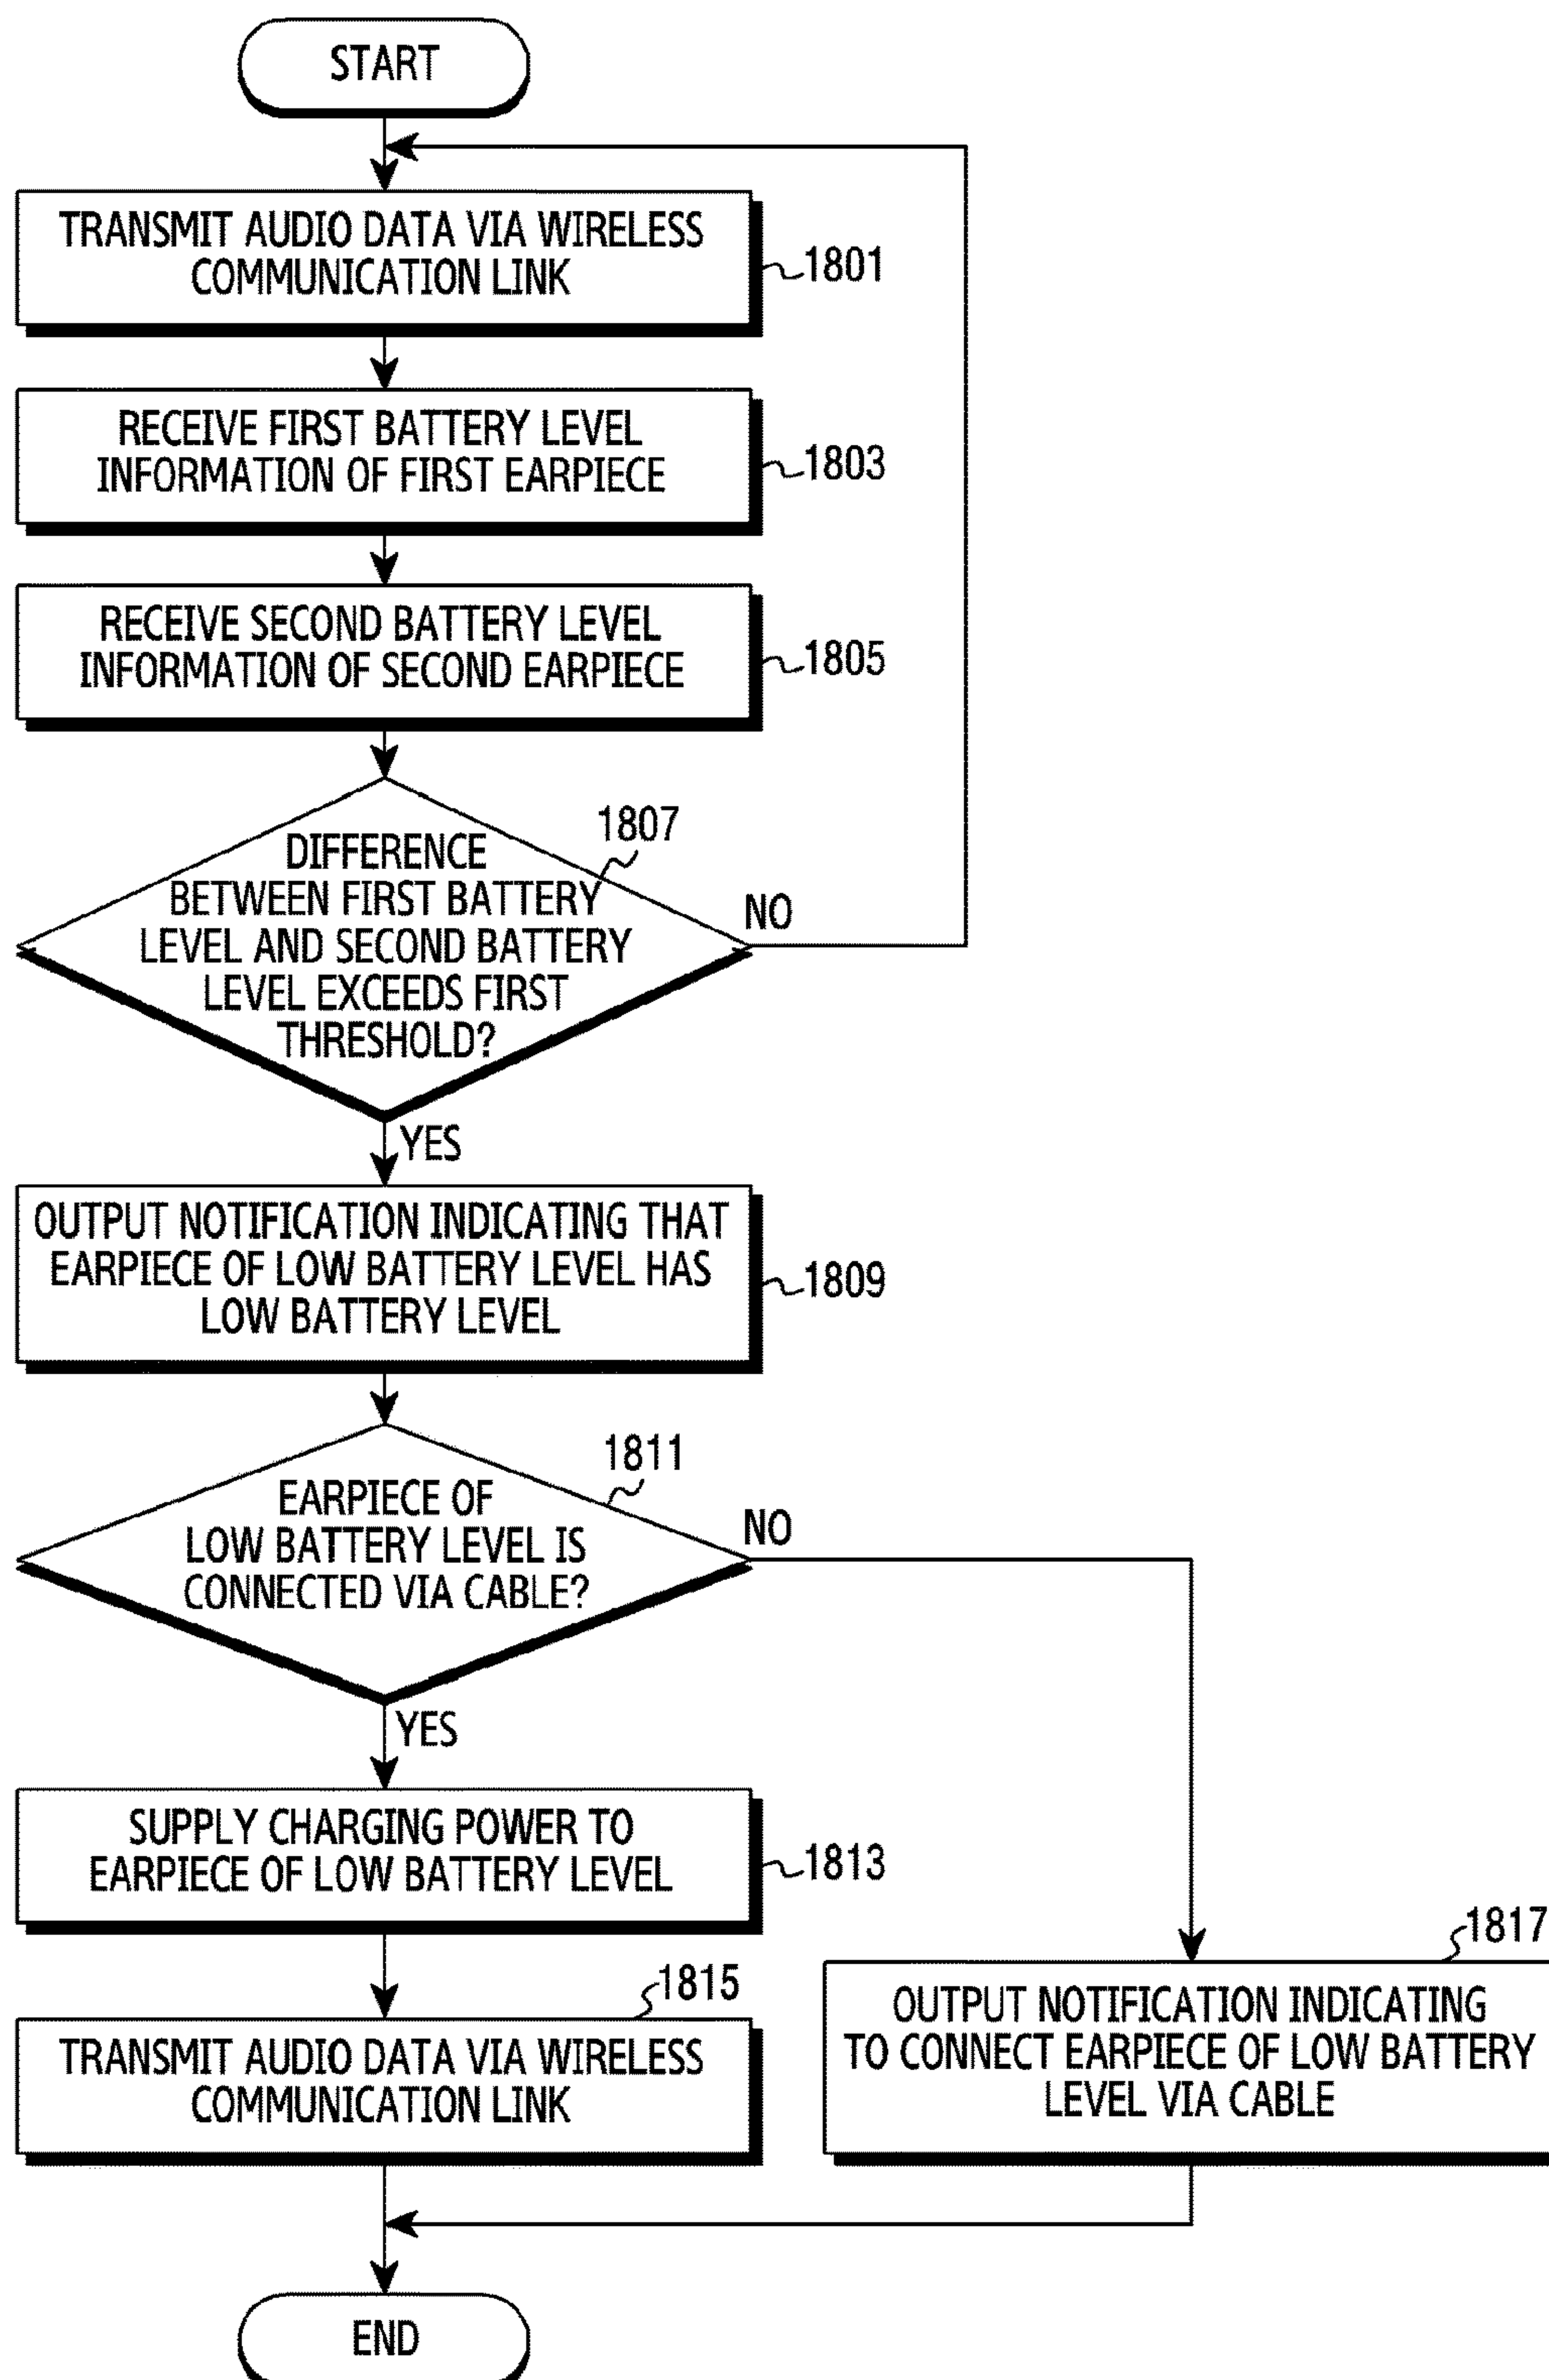 START
TRANSMIT AUDIO DATA VIA WIRELESS
COMMUNICATION LINK
1801
RECEIVE FIRST BATTERY LEVEL
INFORMATION OF FIRST EARPIECE
1803
RECEIVE SECOND BATTERY LEVEL
INFORMATION OF SECOND EARPIECE
1805
1807
DIFFERENCE
BETWEEN FIRST BATTERY
LEVEL AND SECOND BATTERY
LEVEL EXCEEDS FIRST
THRESHOLD?
NO
YES
OUTPUT NOTIFICATION INDICATING THAT
EARPIECE OF LOW BATTERY LEVEL HAS
LOW BATTERY LEVEL
1809
1811
EARPIECE OF
LOW BATTERY LEVEL IS
CONNECTED VIA CABLE?
NO
YES
SUPPLY CHARGING POWER TO
EARPIECE OF LOW BATTERY LEVEL
1813
1815
TRANSMIT AUDIO DATA VIA WIRELESS
COMMUNICATION LINK
1817
OUTPUT NOTIFICATION INDICATING
TO CONNECT EARPIECE OF LOW BATTERY
LEVEL VIA CABLE
END